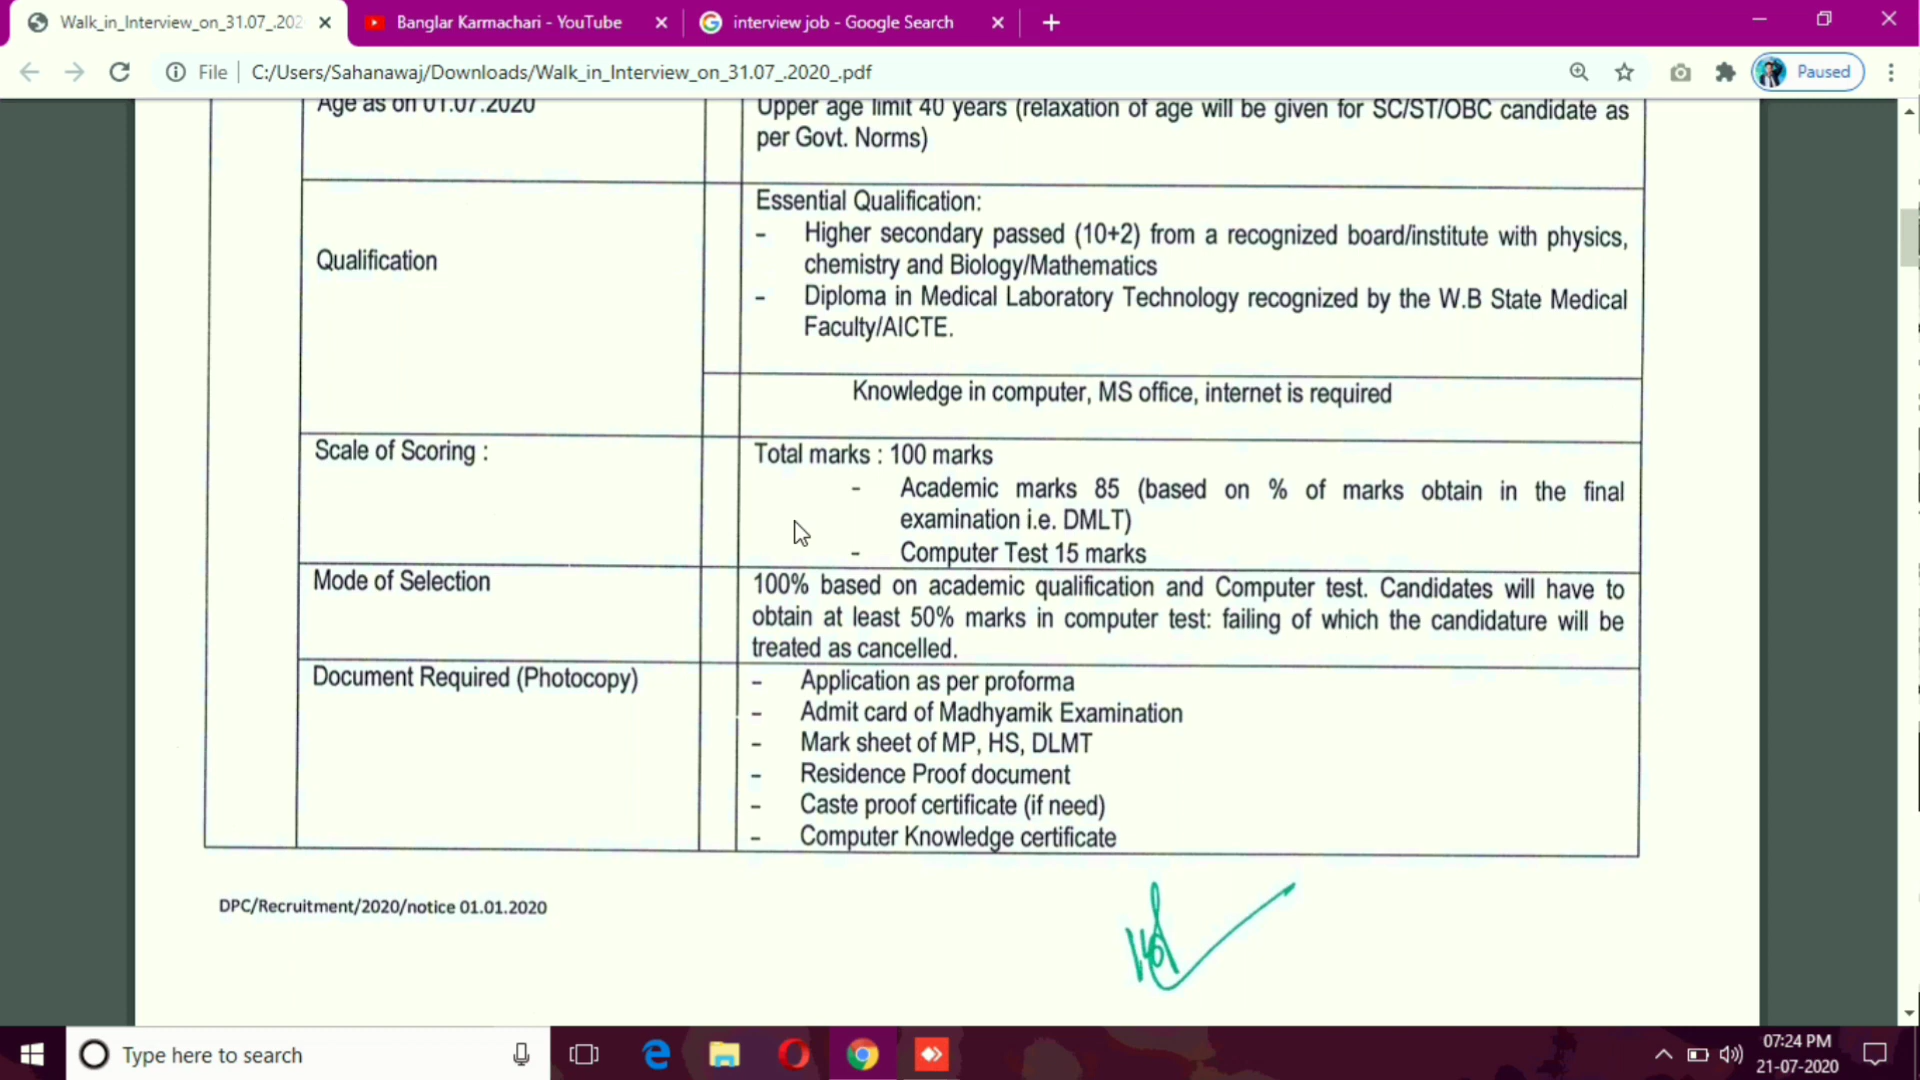 Walk_in_Interview_on_31.07_.202
Banglar Karmachari - YouTube
interview job - Google Search
File
C:/Users/Sahanawaj/Downloads/Walk_in_Interview_on_31.07_.2020_.pdf
Paused
Age as on 01.07.2020
Upper age limit 40 years (relaxation of age will be given for SC/ST/OBC candidate as
per Govt. Norms)
Qualification
Essential Qualification:
- Higher secondary passed (10+2) from a recognized board/institute with physics,
chemistry and Biology/Mathematics
- Diploma in Medical Laboratory Technology recognized by the W.B State Medical
Faculty/AICTE.
Knowledge in computer, MS office, internet is required
Scale of Scoring :
Total marks : 100 marks
- Academic marks 85 (based on % of marks obtain in the final
examination i.e. DMLT)
- Computer Test 15 marks
Mode of Selection
100% based on academic qualification and Computer test. Candidates will have to
obtain at least 50% marks in computer test: failing of which the candidature will be
treated as cancelled.
Document Required (Photocopy)
- Application as per proforma
- Admit card of Madhyamik Examination
- Mark sheet of MP, HS, DLMT
- Residence Proof document
- Caste proof certificate (if need)
- Computer Knowledge certificate
DPC/Recruitment/2020/notice 01.01.2020
Type here to search
07:24 PM
21-07-2020